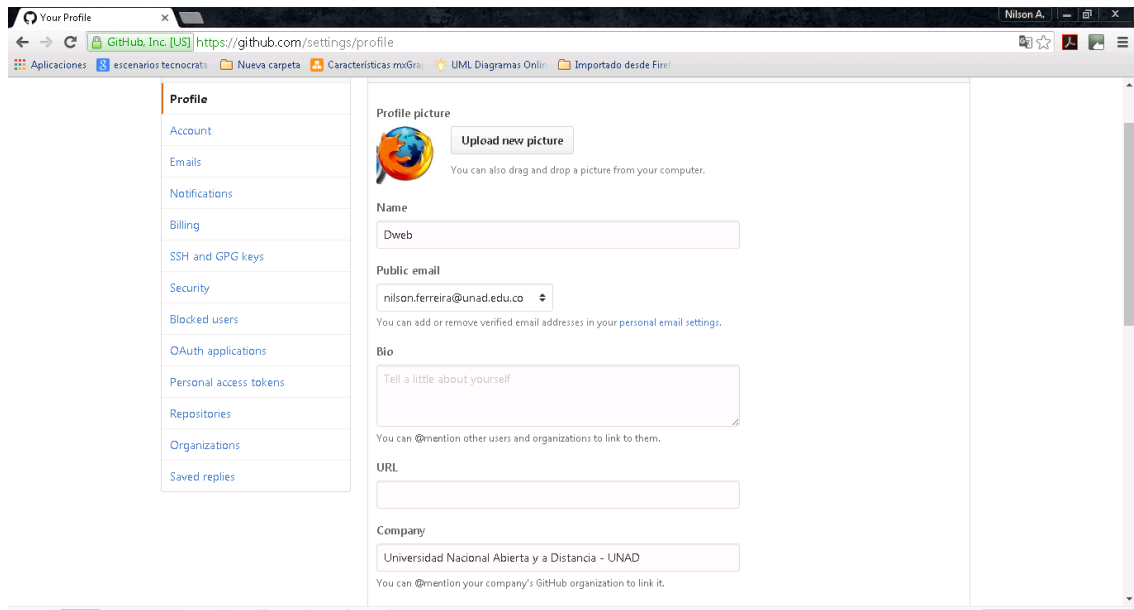 Your Profile
Nilson A.
GitHub, Inc. [US] https://github.com/settings/profile
Aplicaciones escenarios tecnocrata Nueva carpeta Características mxGra UML Diagramas Onlin Importado desde Firef
Profile
Account
Emails
Notifications
Billing
SSH and GPG keys
Security
Blocked users
OAuth applications
Personal access tokens
Repositories
Organizations
Saved replies
Profile picture
Upload new picture
You can also drag and drop a picture from your computer.
Name
Dweb
Public email
nilson.ferreira@unad.edu.co
You can add or remove verified email addresses in your personal email settings.
Bio
Tell a little about yourself
You can @mention other users and organizations to link to them.
URL
Company
Universidad Nacional Abierta y a Distancia - UNAD
You can @mention your company's GitHub organization to link it.